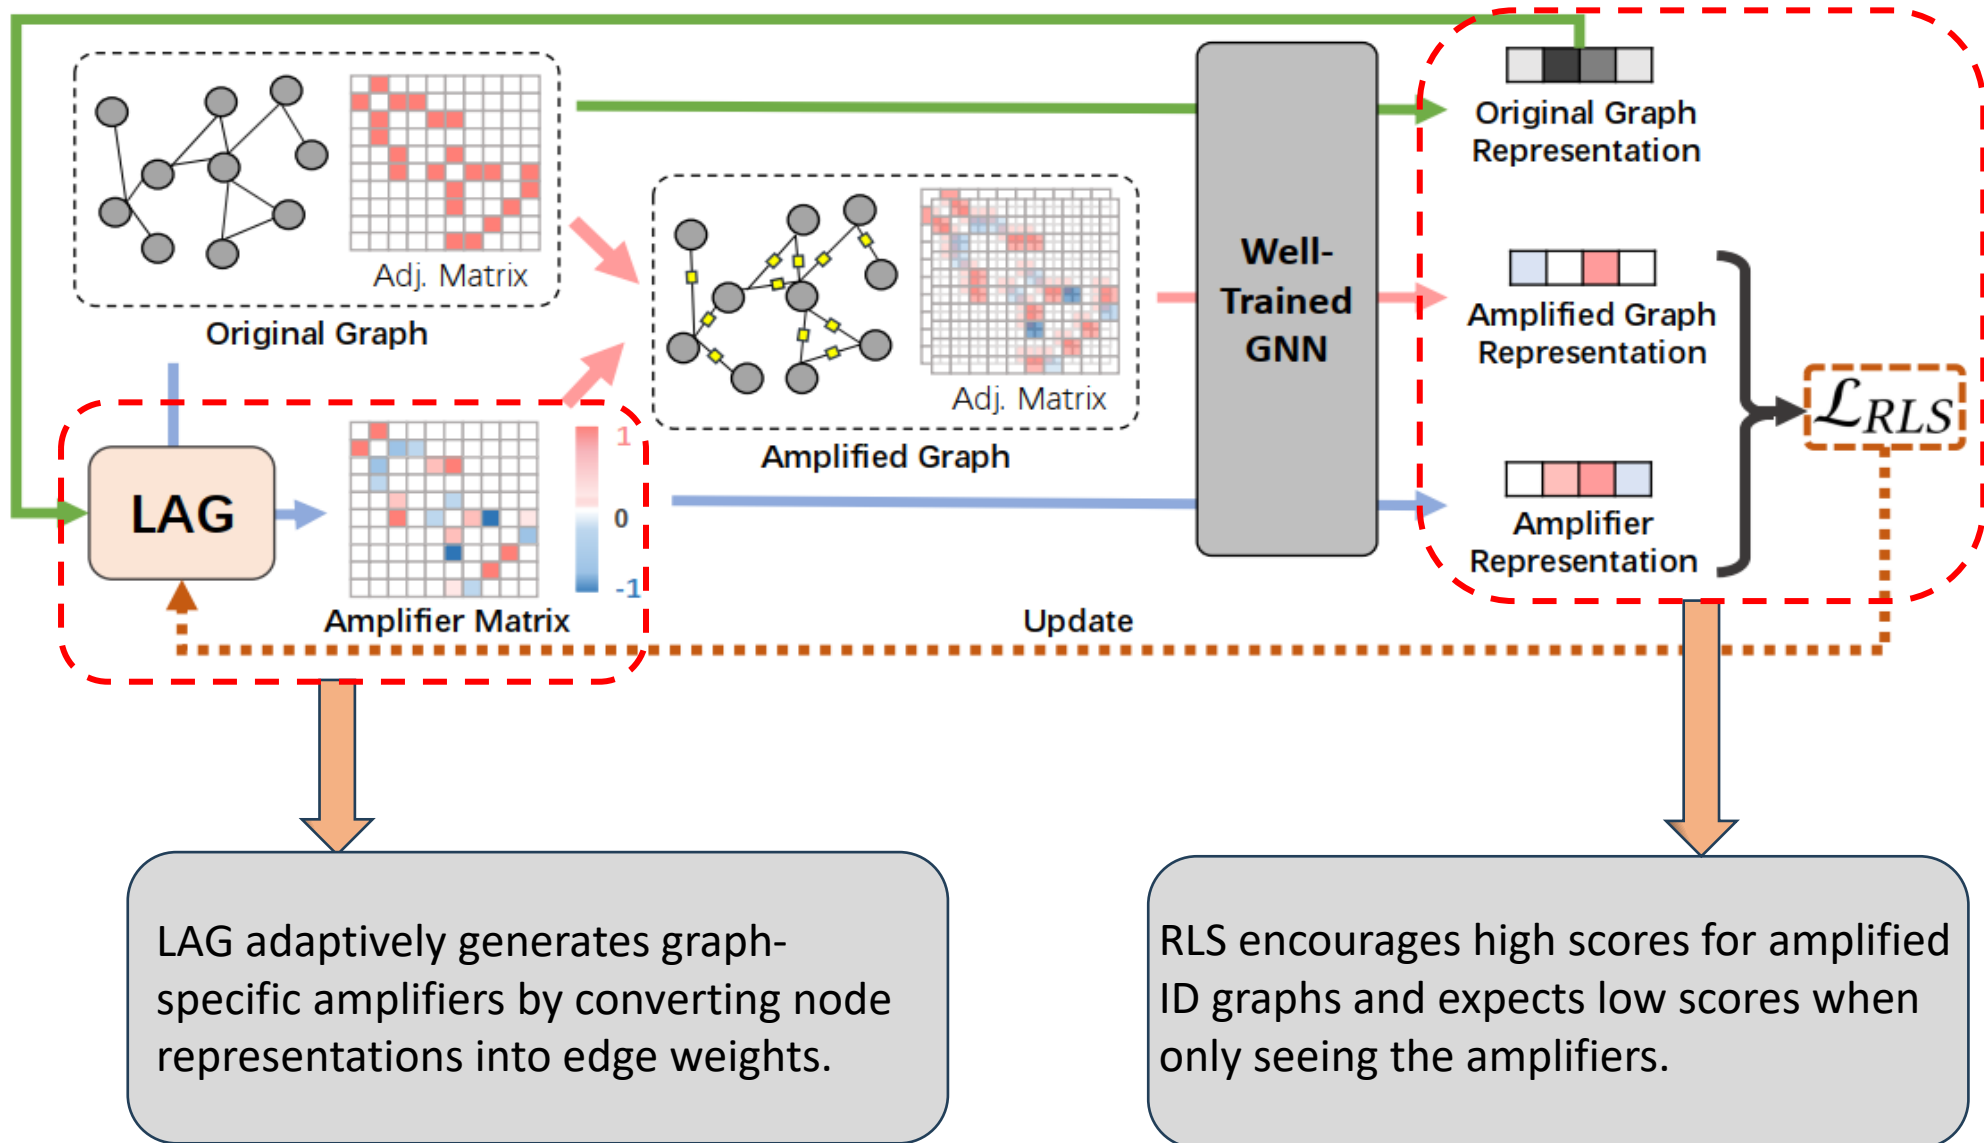 Adj. Matrix
Original Graph
LAG
1
0
-1
Amplifier Matrix
Adj. Matrix
Amplified Graph
Well-
Trained
GNN
Original Graph
Representation
Amplified Graph
Representation
Amplifier
Representation
ℒRLS
Update
LAG adaptively generates graph-
specific amplifiers by converting node
representations into edge weights.
RLS encourages high scores for amplified
ID graphs and expects low scores when
only seeing the amplifiers.